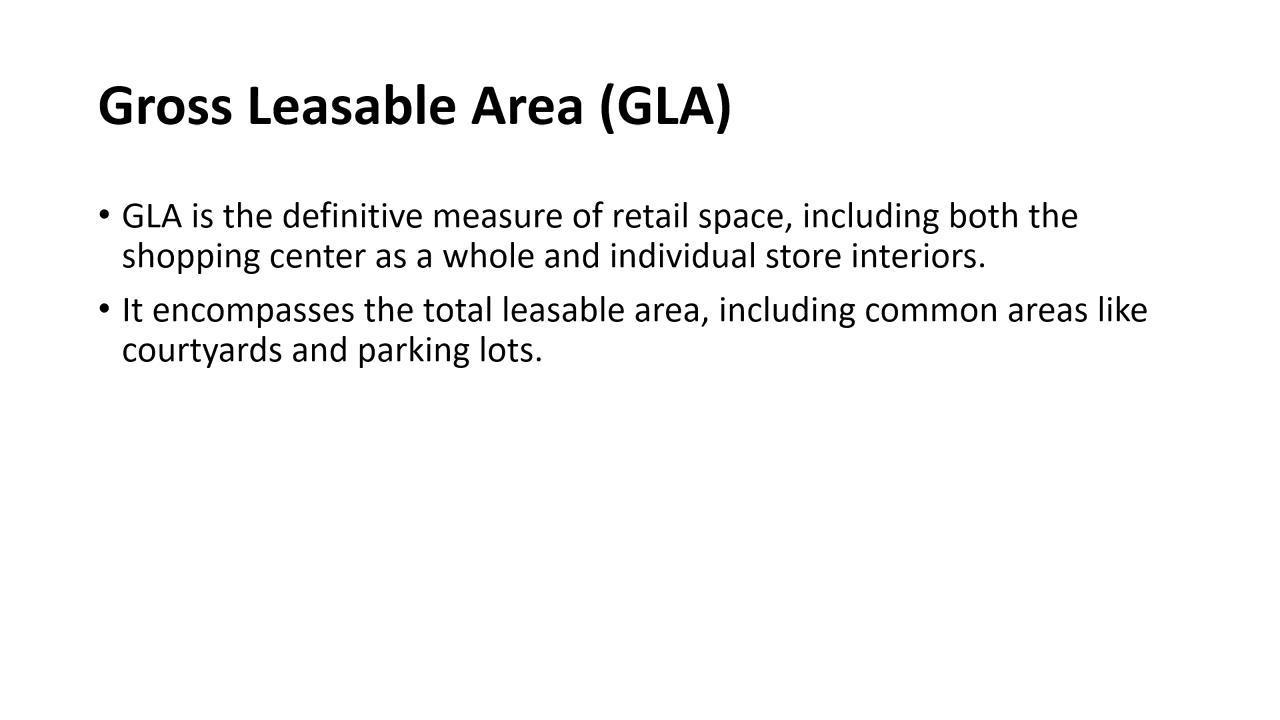 Gross Leasable Area (GLA)
• GLA is the definitive measure of retail space, including both the
shopping center as a whole and individual store interiors.
• It encompasses the total leasable area, including common areas like
courtyards and parking lots.